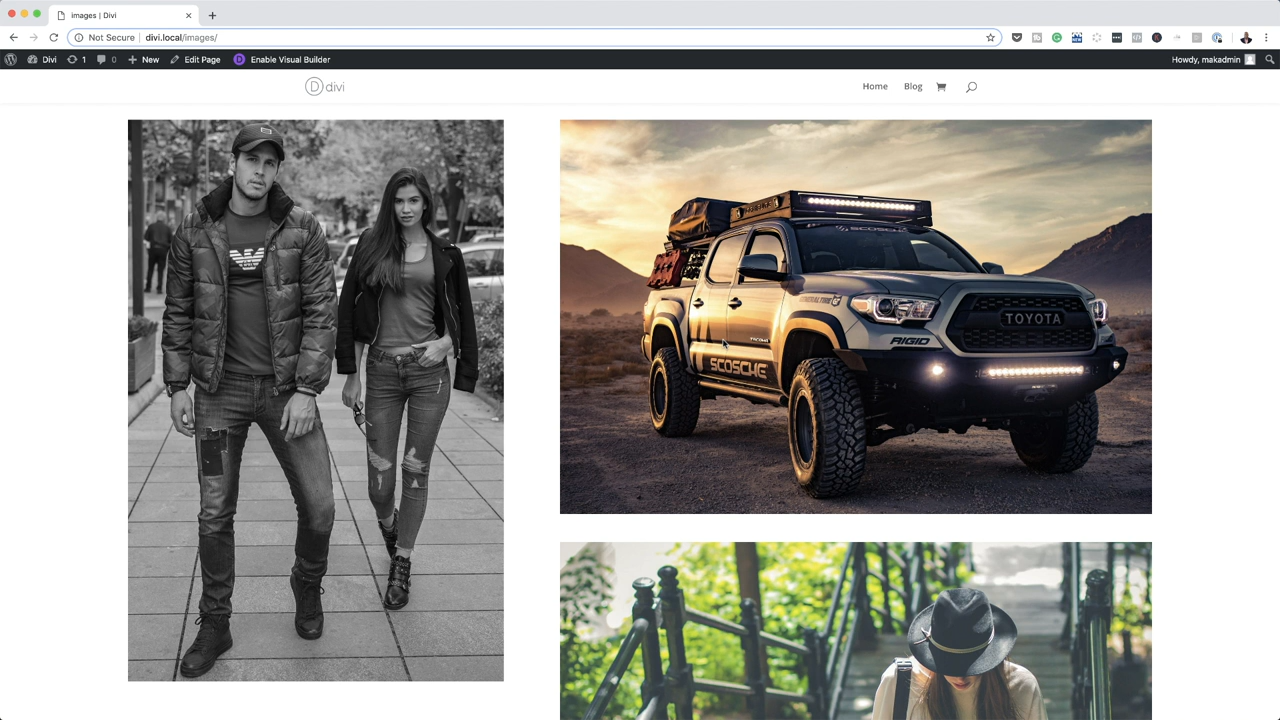 images | Divi
Not Secure
divi.local/images/
Divi
1
0
New
Edit Page
D
Enable Visual Builder
Howdy, makadmin
D divi
Home
Blog
SCOSCHE
TOYOTA
RIGID
TACOMA
SCOSCHE